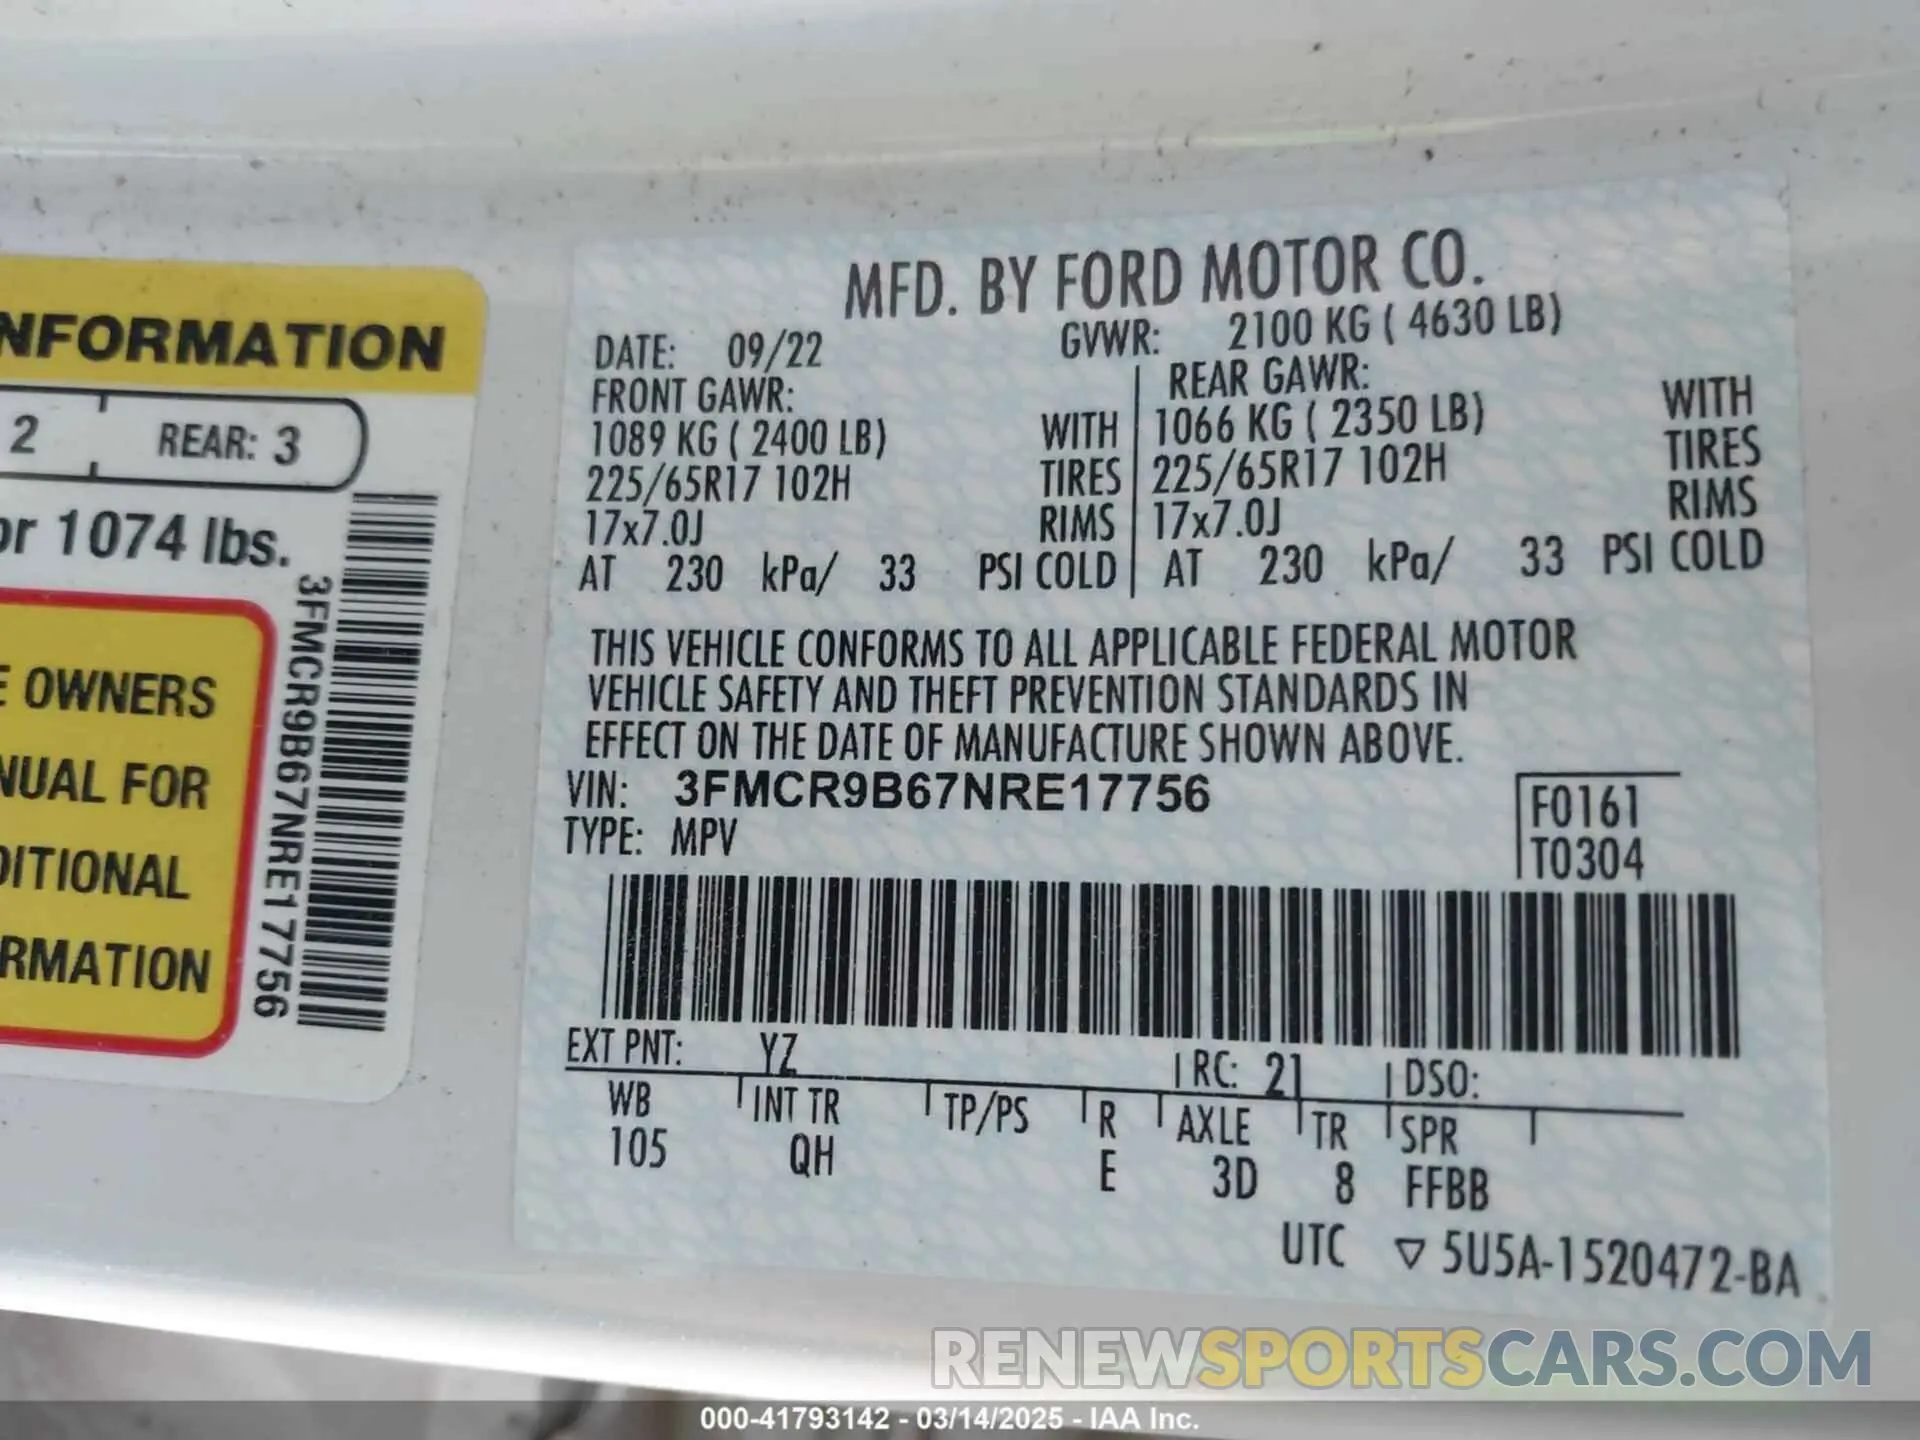 NFORMATION
2 REAR: 3
or 1074 lbs.
OWNERS
FOR
3FMCR9B67NRE17756
MFD. BY FORD MOTOR CO.
DATE: 09/22 GVWR: 2100 KG ( 4630 LB)
FRONT GAWR: REAR GAWR:
1089 KG ( 2400 LB) WITH 1066 KG ( 2350 LB) WITH
225/65R17 102H TIRES 225/65R17 102H TIRES
17x7.0J RIMS 17x7.0J RIMS
AT 230 kPa/ 33 PSI COLD AT 230 kPa/ 33 PSI COLD
THIS VEHICLE CONFORMS TO ALL APPLICABLE FEDERAL MOTOR
VEHICLE SAFETY AND THEFT PREVENTION STANDARDS IN
EFFECT ON THE DATE OF MANUFACTURE SHOWN ABOVE.
VIN: 3FMCR9B67NRE17756 F0161
TYPE: MPV T0304
EXT PNT: YZ RC: 21 DSO:
WB INT TR TP/PS R AXLE TR SPR
105 QH E 3D 8 FFBB
UTC ▽ 5U5A-1520472-BA
RENEWSPORTSCARS.COM
000-41793142 - 03/14/2025 - IAA Inc.